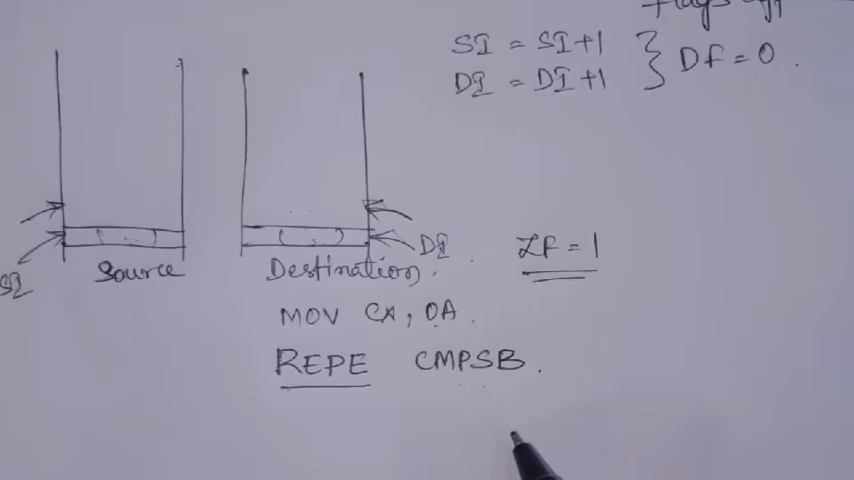 SI = SI+1
DI = DI+1 } DF = 0.
SI
Source
Destination.
DI.
ZF = 1
MOV CX, 0A.
REPE CMPSB.